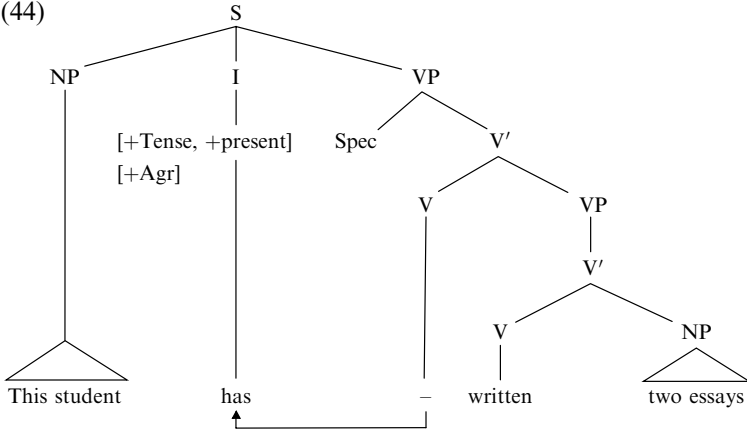 (44)
S
NP I VP
[+Tense, +present] Spec V′
[+Agr]
V VP
V′
V NP
This student has – written two essays